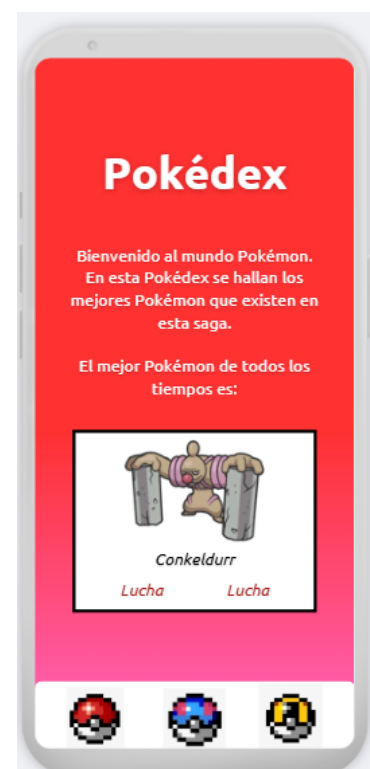 Pokédex
Bienvenido al mundo Pokémon.
En esta Pokédex se hallan los
mejores Pokémon que existen en
esta saga.
El mejor Pokémon de todos los
tiempos es:
Conkeldurr
Lucha Lucha